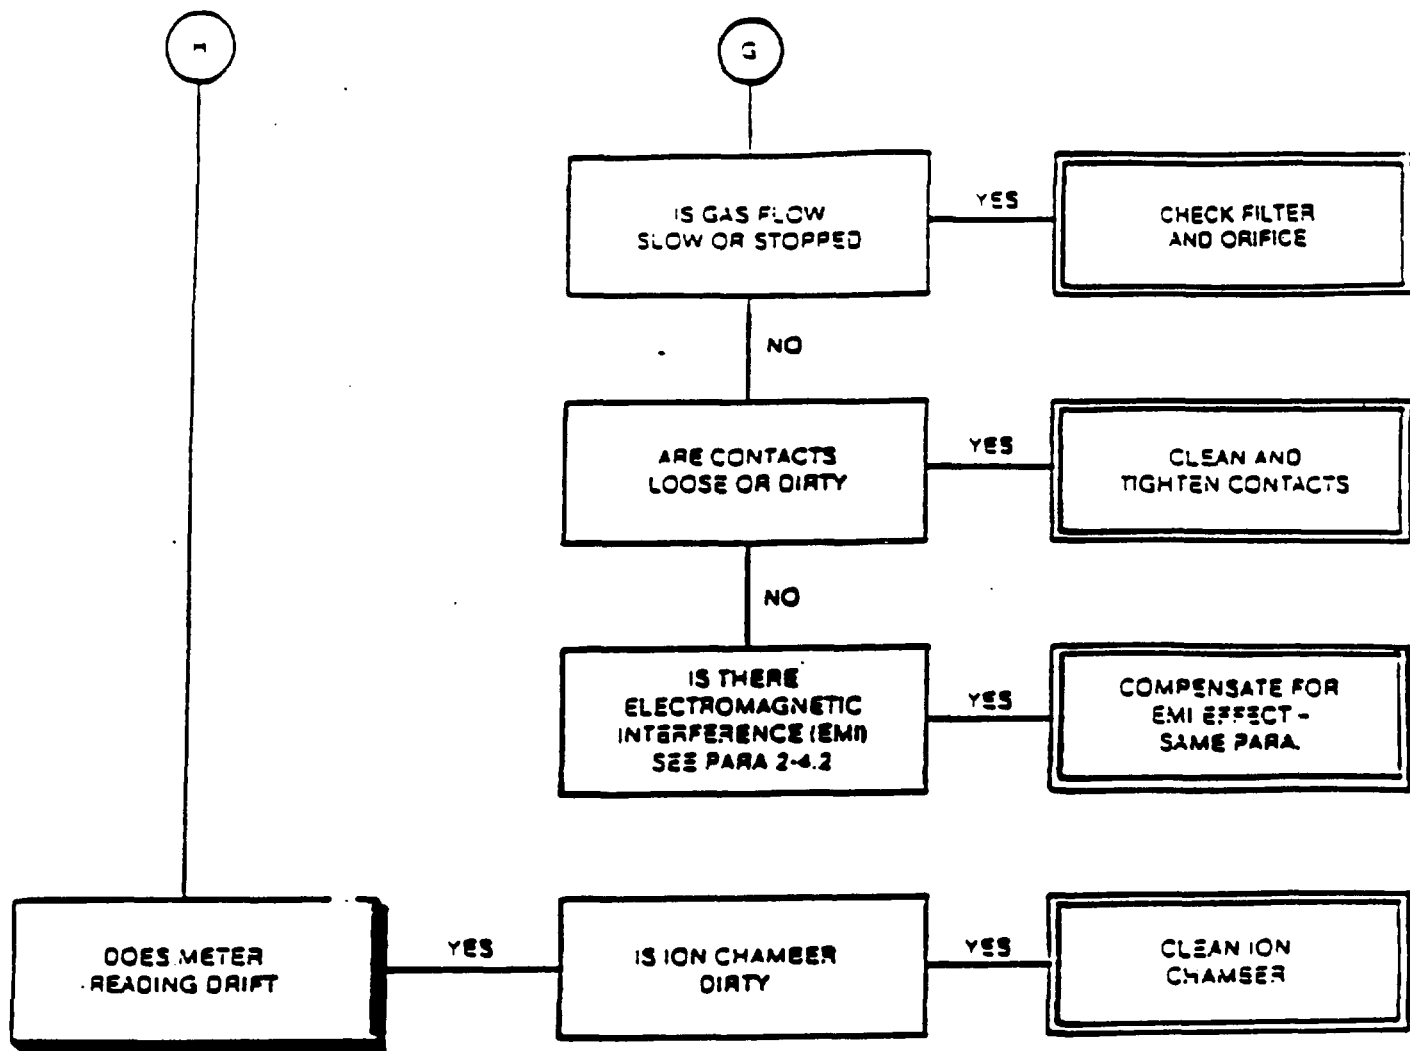 H
G
IS GAS FLOW
SLOW OR STOPPED
YES
CHECK FILTER
AND ORIFICE
NO
ARE CONTACTS
LOOSE OR DIRTY
YES
CLEAN AND
TIGHTEN CONTACTS
NO
IS THERE
ELECTROMAGNETIC
INTERFERENCE (EMI)
SEE PARA 2-4.2
YES
COMPENSATE FOR
EMI EFFECT -
SAME PARA.
DOES METER
READING DRIFT
YES
IS ION CHAMBER
DIRTY
YES
CLEAN ION
CHAMBER